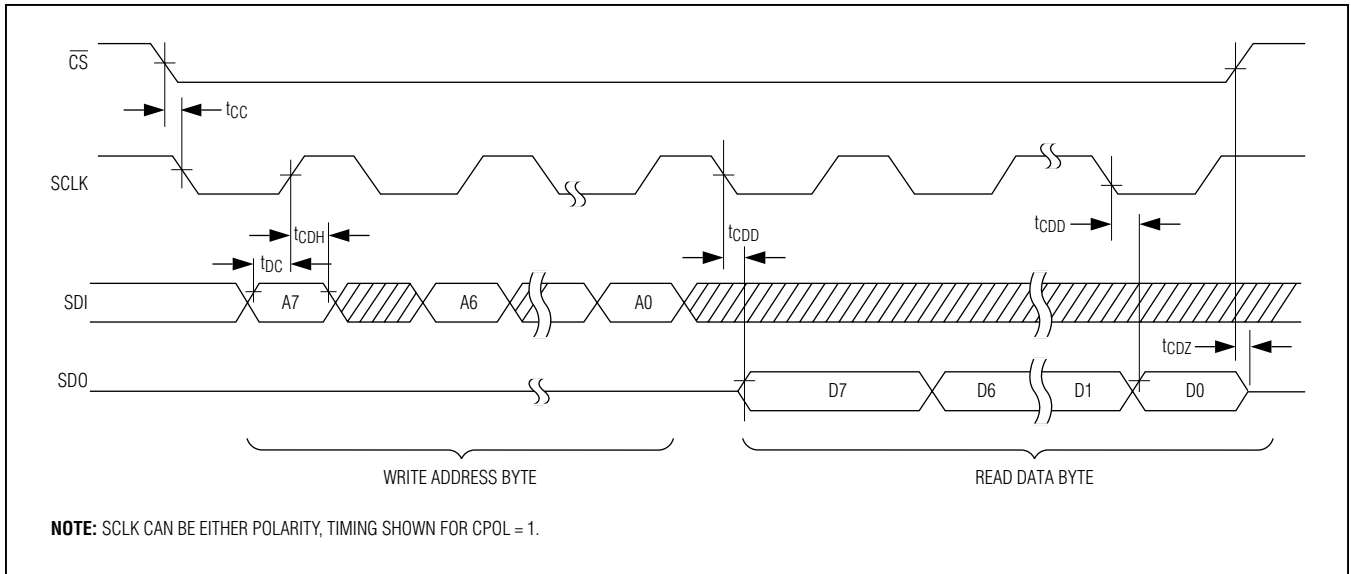 CS
tCC
SCLK
tCDH
tDC
tCDD
tCDD
SDI
A7
A6
A0
tCDZ
SDO
D7
D6
D1
D0
WRITE ADDRESS BYTE
READ DATA BYTE
NOTE: SCLK CAN BE EITHER POLARITY, TIMING SHOWN FOR CPOL = 1.